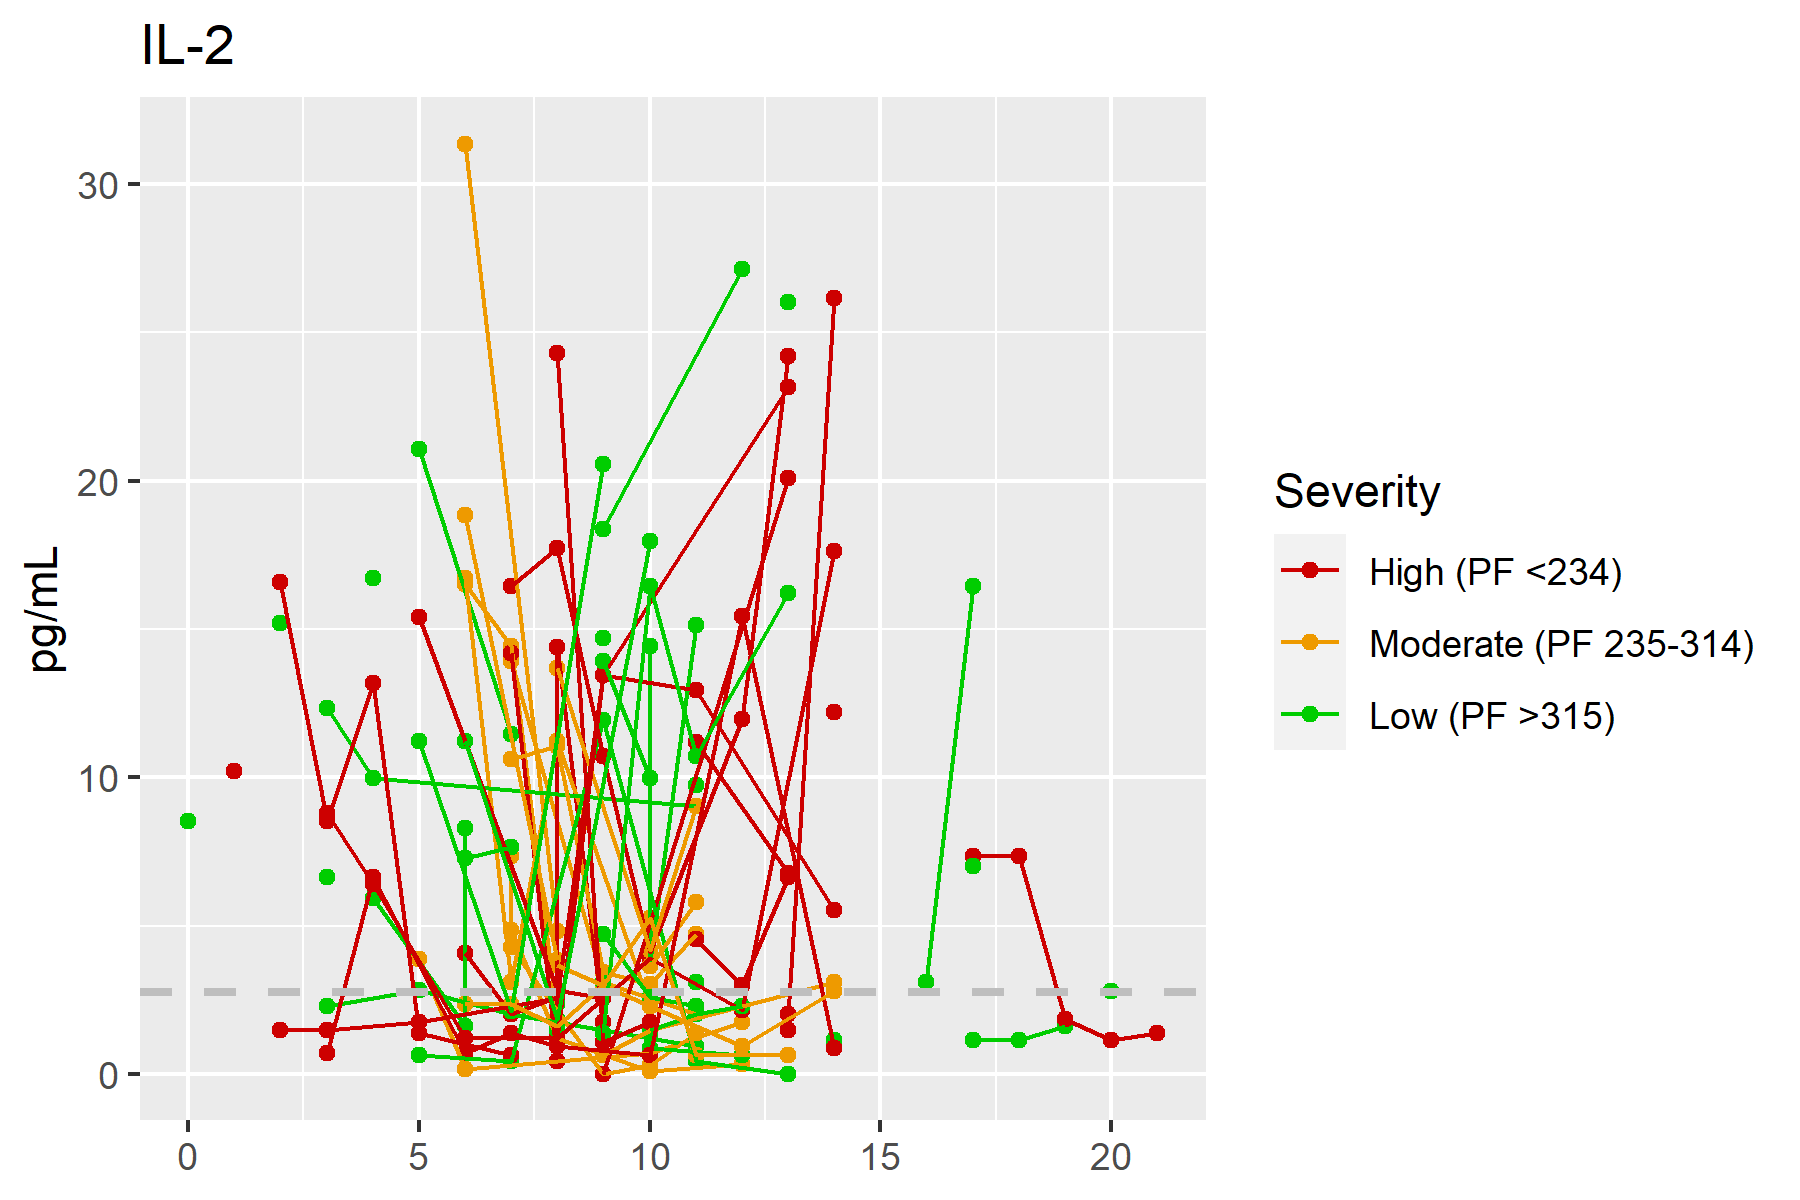 IL-2
30
20
10
0
pg/mL
0 5 10 15 20
Severity
High (PF <234)
Moderate (PF 235-314)
Low (PF >315)